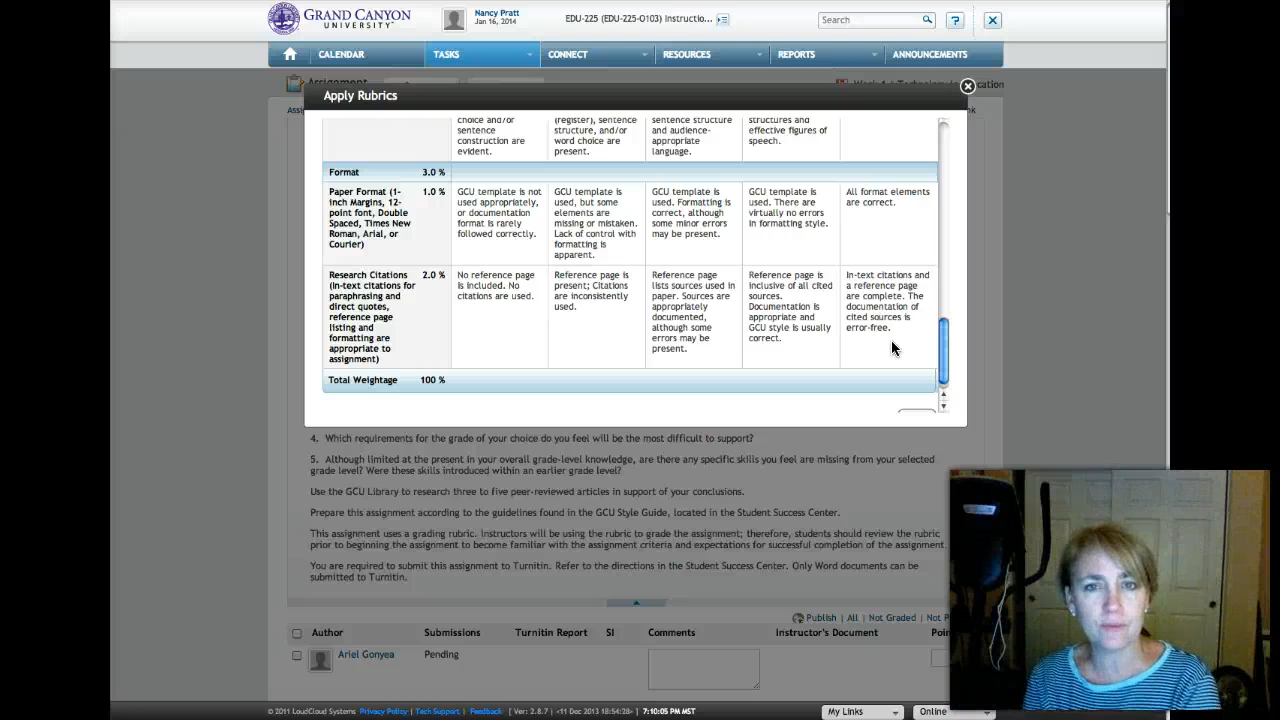 GRAND CANYON
UNIVERSITY
Nancy Pratt
Jan 16, 2014
EDU-225 (EDU-225-O103) Instructio...
Search
?
CALENDAR
TASKS
CONNECT
RESOURCES
REPORTS
ANNOUNCEMENTS
Assignment
Apply Rubrics
choice and/or
sentence
construction are
evident.
(register), sentence
structure, and/or
word choice are
present.
sentence structure
and audience-
appropriate
language.
structures and
effective figures of
speech.
Format 3.0 %
Paper Format (1-
inch Margins, 12-
point font, Double
Spaced, Times New
Roman, Arial, or
Courier)
1.0 %
GCU template is not
used appropriately,
or documentation
format is rarely
followed correctly.
GCU template is
used, but some
elements are
missing or mistaken.
Lack of control with
formatting is
apparent.
GCU template is
used. Formatting is
correct, although
some minor errors
may be present.
GCU template is
used. There are
virtually no errors
in formatting style.
All format elements
are correct.
Research Citations
(In-text citations for
paraphrasing and
direct quotes,
reference page
listing and
formatting are
appropriate to
assignment)
2.0 %
No reference page
is included. No
citations are used.
Reference page is
present; Citations
are inconsistently
used.
Reference page
lists sources used in
paper. Sources are
appropriately
documented,
although some
errors may be
present.
Reference page is
inclusive of all cited
sources.
Documentation is
appropriate and
GCU style is usually
correct.
In-text citations and
a reference page
are complete. The
documentation of
cited sources is
error-free.
Total Weightage 100 %
4. Which requirements for the grade of your choice do you feel will be the most difficult to support?
5. Although limited at the present in your overall grade-level knowledge, are there any specific skills you feel are missing from your selected
grade level? Were these skills introduced within an earlier grade level?
Use the GCU Library to research three to five peer-reviewed articles in support of your conclusions.
Prepare this assignment according to the guidelines found in the GCU Style Guide, located in the Student Success Center.
This assignment uses a grading rubric. Instructors will be using the rubric to grade the assignment; therefore, students should review the rubric
prior to beginning the assignment to become familiar with the assignment criteria and expectations for successful completion of the assignment.
You are required to submit this assignment to Turnitin. Refer to the directions in the Student Success Center. Only Word documents can be
submitted to Turnitin.
Publish | All | Not Graded | Not P
Author Submissions Turnitin Report SI Comments Instructor's Document Poin
Ariel Gonyea Pending
© 2011 LoudCloud Systems Privacy Policy | Tech Support | Feedback [ Ver: 2.8.7 <11 Dec 2013 18:54:28> 7:10:05 PM MST
My Links
Online